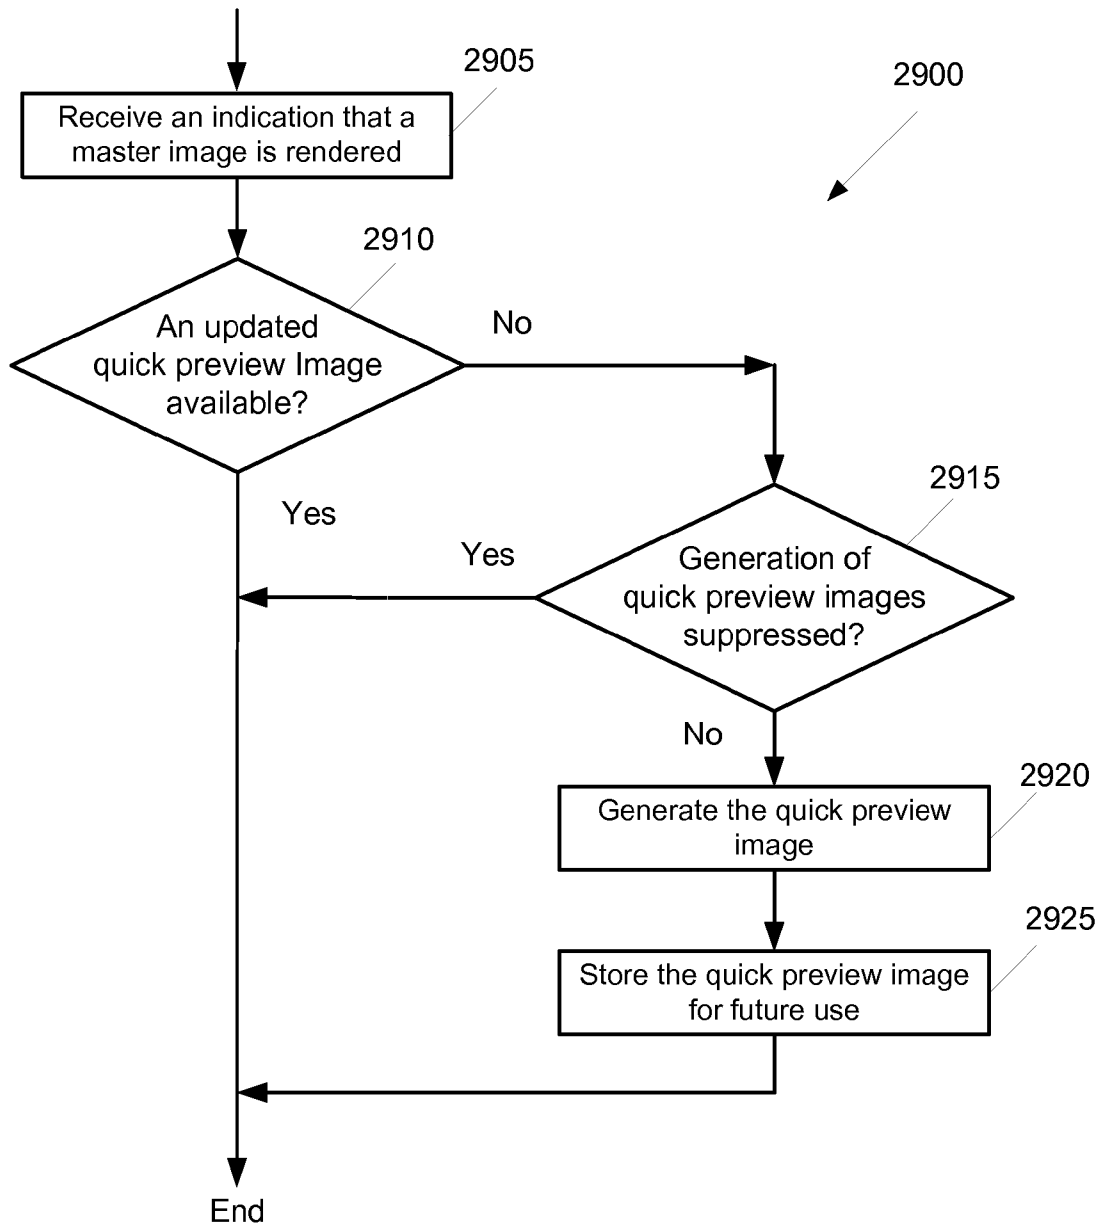 2905
2900
Receive an indication that a
master image is rendered
2910
An updated
quick preview Image
available?
No
Yes
2915
Yes
Generation of
quick preview images
suppressed?
No
2920
Generate the quick preview
image
2925
Store the quick preview image
for future use
End